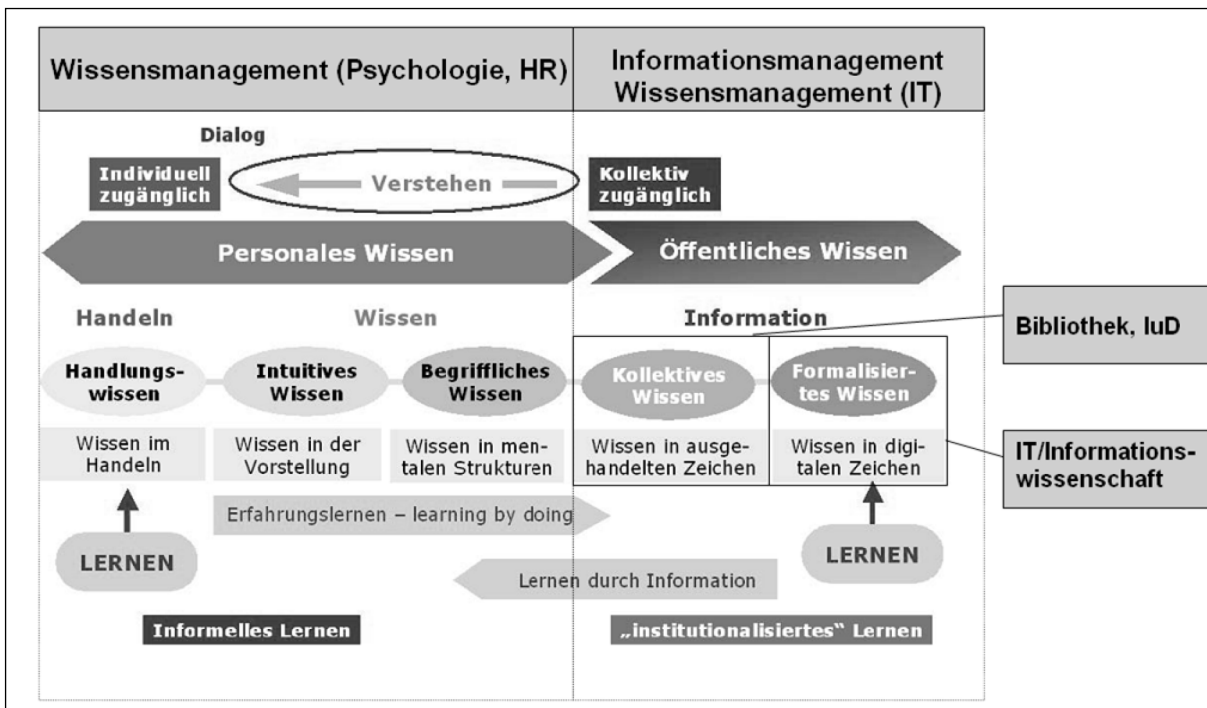 Wissensmanagement (Psychologie, HR)
Informationsmanagement
Wissensmanagement (IT)
Dialog
Individuell
zugänglich
Verstehen
Kollektiv
zugänglich
Personales Wissen
Öffentliches Wissen
Handeln
Wissen
Information
Bibliothek, IuD
Handlungs-
wissen
Intuitives
Wissen
Begriffliches
Wissen
Kollektives
Wissen
Formalisier-
tes Wissen
Wissen im
Handeln
Wissen in der
Vorstellung
Wissen in men-
talen Strukturen
Wissen in ausge-
handelten Zeichen
Wissen in digi-
talen Zeichen
IT/Informations-
wissenschaft
Erfahrungslernen – learning by doing
LERNEN
LERNEN
Lernen durch Information
Informelles Lernen
„institutionalisiertes“ Lernen